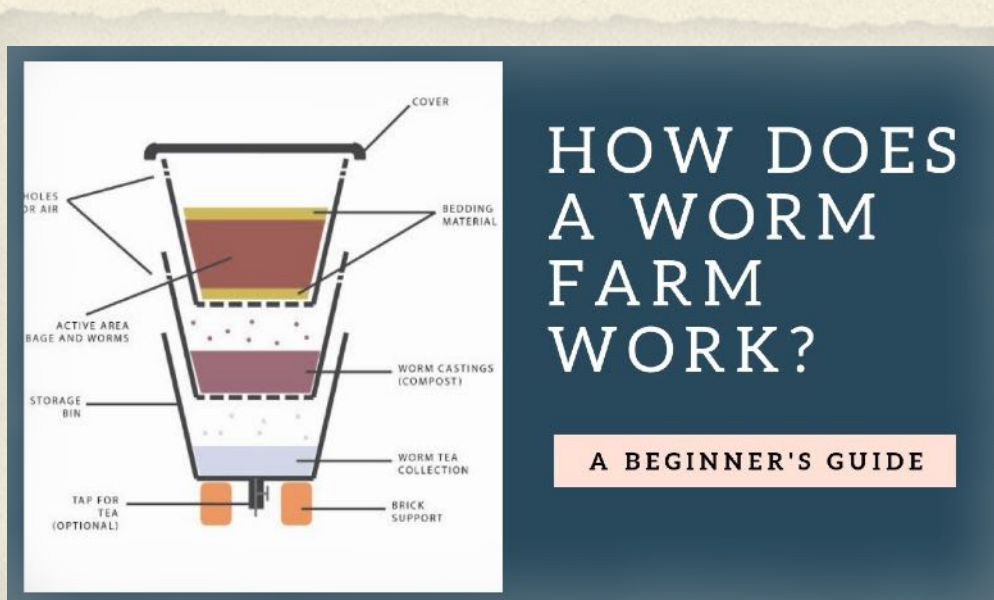 COVER
HOLES
OR AIR
BEDDING
MATERIAL
ACTIVE AREA
BAGE AND WORMS
WORM CASTINGS
(COMPOST)
STORAGE
BIN
WORM TEA
COLLECTION
TAP FOR
TEA
(OPTIONAL)
BRICK
SUPPORT
HOW DOES
A WORM
FARM
WORK?
A BEGINNER'S GUIDE